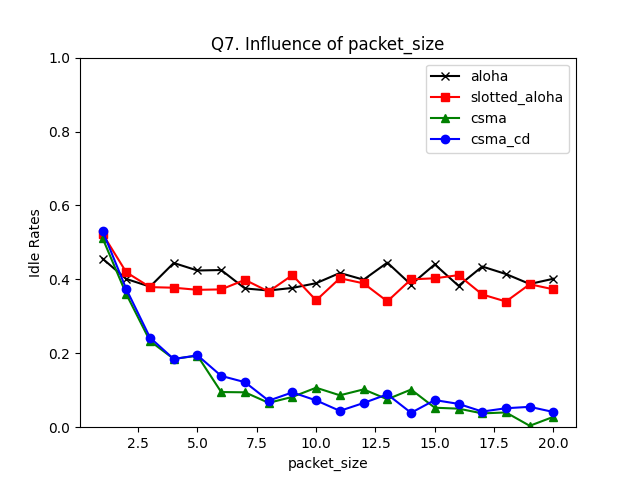 Q7. Influence of packet_size
1.0
0.8
0.6
0.4
0.2
0.0
Idle Rates
aloha
slotted_aloha
csma
csma_cd
2.5 5.0 7.5 10.0 12.5 15.0 17.5 20.0
packet_size